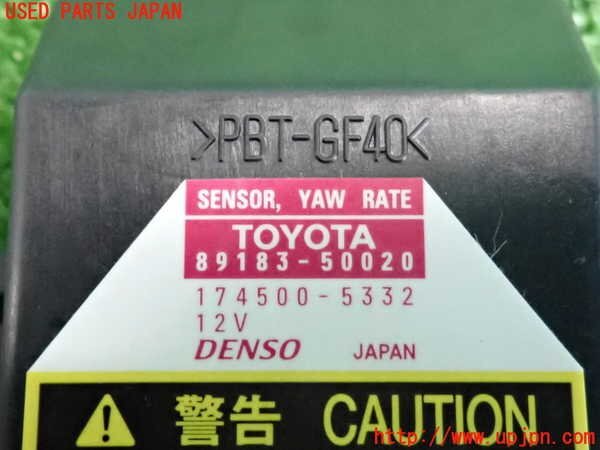 USED PARTS JAPAN
>PBT-GF40<
SENSOR, YAW RATE
TOYOTA
89183-50020
174500-5332
12V
DENSO JAPAN
警告 CAUTION
http://www.upjpn.com/